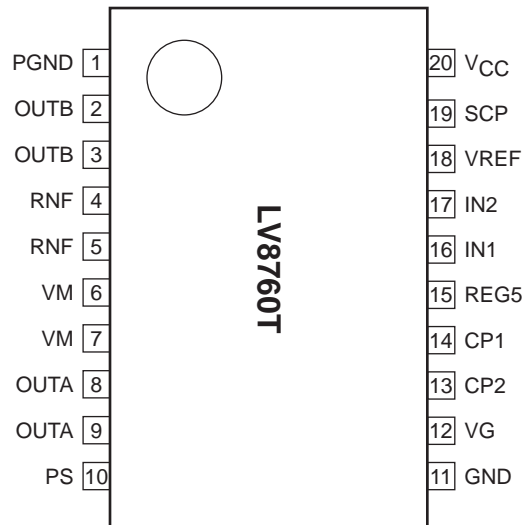 PGND 1
OUTB 2
OUTB 3
RNF 4
RNF 5
VM 6
VM 7
OUTA 8
OUTA 9
PS 10
LV8760T
20 VCC
19 SCP
18 VREF
17 IN2
16 IN1
15 REG5
14 CP1
13 CP2
12 VG
11 GND